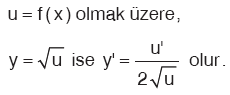 u = f(x) olmak üzere,
y = √u ise y' = u' / 2√u olur.